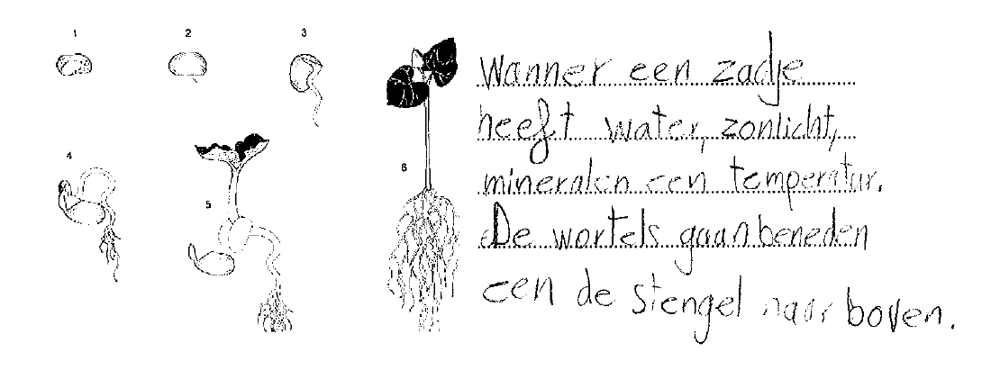 1
2
3
4
5
6
Wanner een zadje
heeft water, zonlicht,
mineralen een temperatur.
De wortels gaan beneden
een de stengel naar boven.